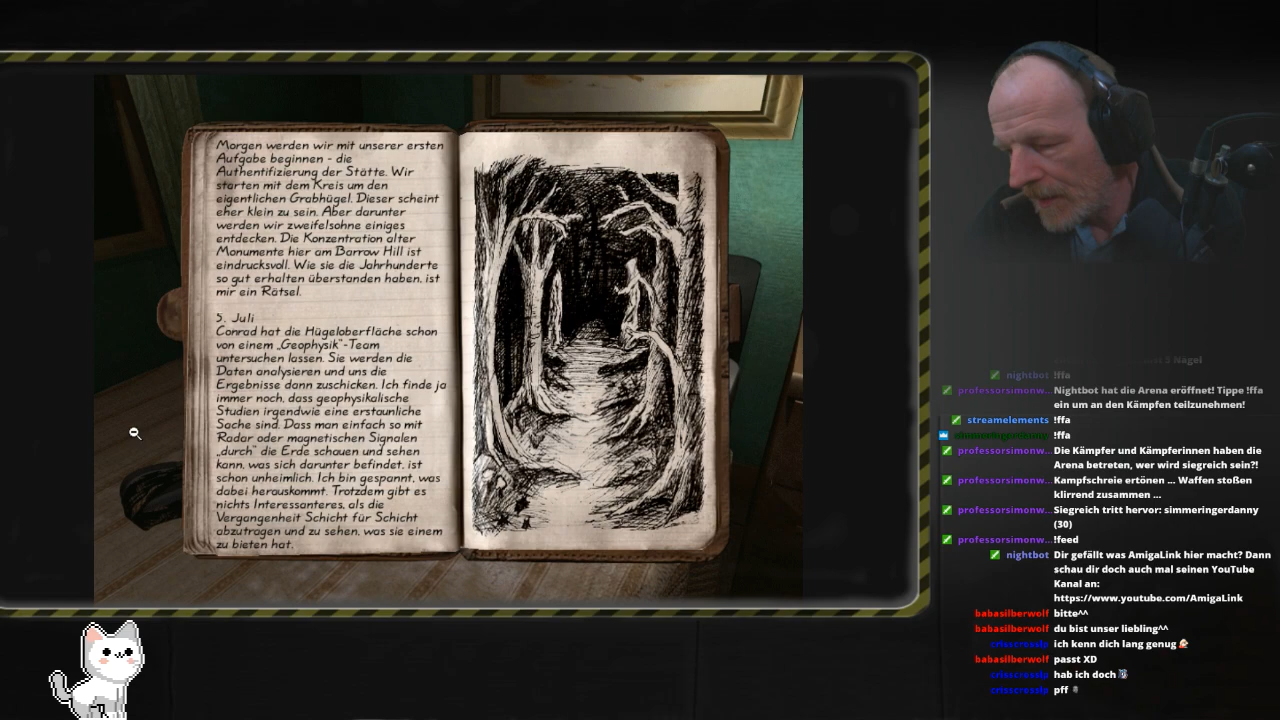 Morgen werden wir mit unserer ersten
Aufgabe beginnen - die
Authentifizierung der Stätte. Wir
starten mit dem Kreis um den
eigentlichen Grabhügel. Dieser scheint
eher klein zu sein. Aber darunter
werden wir zweifelsohne einiges
entdecken. Die Konzentration alter
Monumente hier am Barrow Hill ist
eindrucksvoll. Wie sie die Jahrhunderte
so gut erhalten überstanden haben, ist
mir ein Rätsel.
5. Juli
Conrad hat die Hügeloberfläche schon
von einem „Geophysik"-Team
untersuchen lassen. Sie werden die
Daten analysieren und uns die
Ergebnisse dann zuschicken. Ich finde ja
immer noch, dass geophysikalische
Studien irgendwie eine erstaunliche
Sache sind. Dass man einfach so mit
Radar oder magnetischen Signalen
„durch" die Erde schauen und sehen
kann, was sich darunter befindet, ist
schon unheimlich. Ich bin gespannt, was
dabei herauskommt. Trotzdem gibt es
nichts Interessanteres, als die
Vergangenheit Schicht für Schicht
abzutragen und zu sehen, was sie einem
zu bieten hat.
5 Nägel
nightbot !ffa
professorsimonw... Nightbot hat die Arena eröffnet! Tippe !ffa
ein um an den Kämpfen teilzunehmen!
streamelements !ffa
simmeringerdanny !ffa
professorsimonw... Die Kämpfer und Kämpferinnen haben die
Arena betreten, wer wird siegreich sein?!
professorsimonw... Kampfschreie ertönen ... Waffen stoßen
klirrend zusammen ...
professorsimonw... Siegreich tritt hervor: simmeringerdanny
(30)
professorsimonw... !feed
nightbot Dir gefällt was AmigaLink hier macht? Dann
schau dir doch auch mal seinen YouTube
Kanal an:
https://www.youtube.com/AmigaLink
babasilberwolf bitte^^
babasilberwolf du bist unser liebling^^
crisscrosslp ich kenn dich lang genug
babasilberwolf passt XD
crisscrosslp hab ich doch
crisscrosslp pff